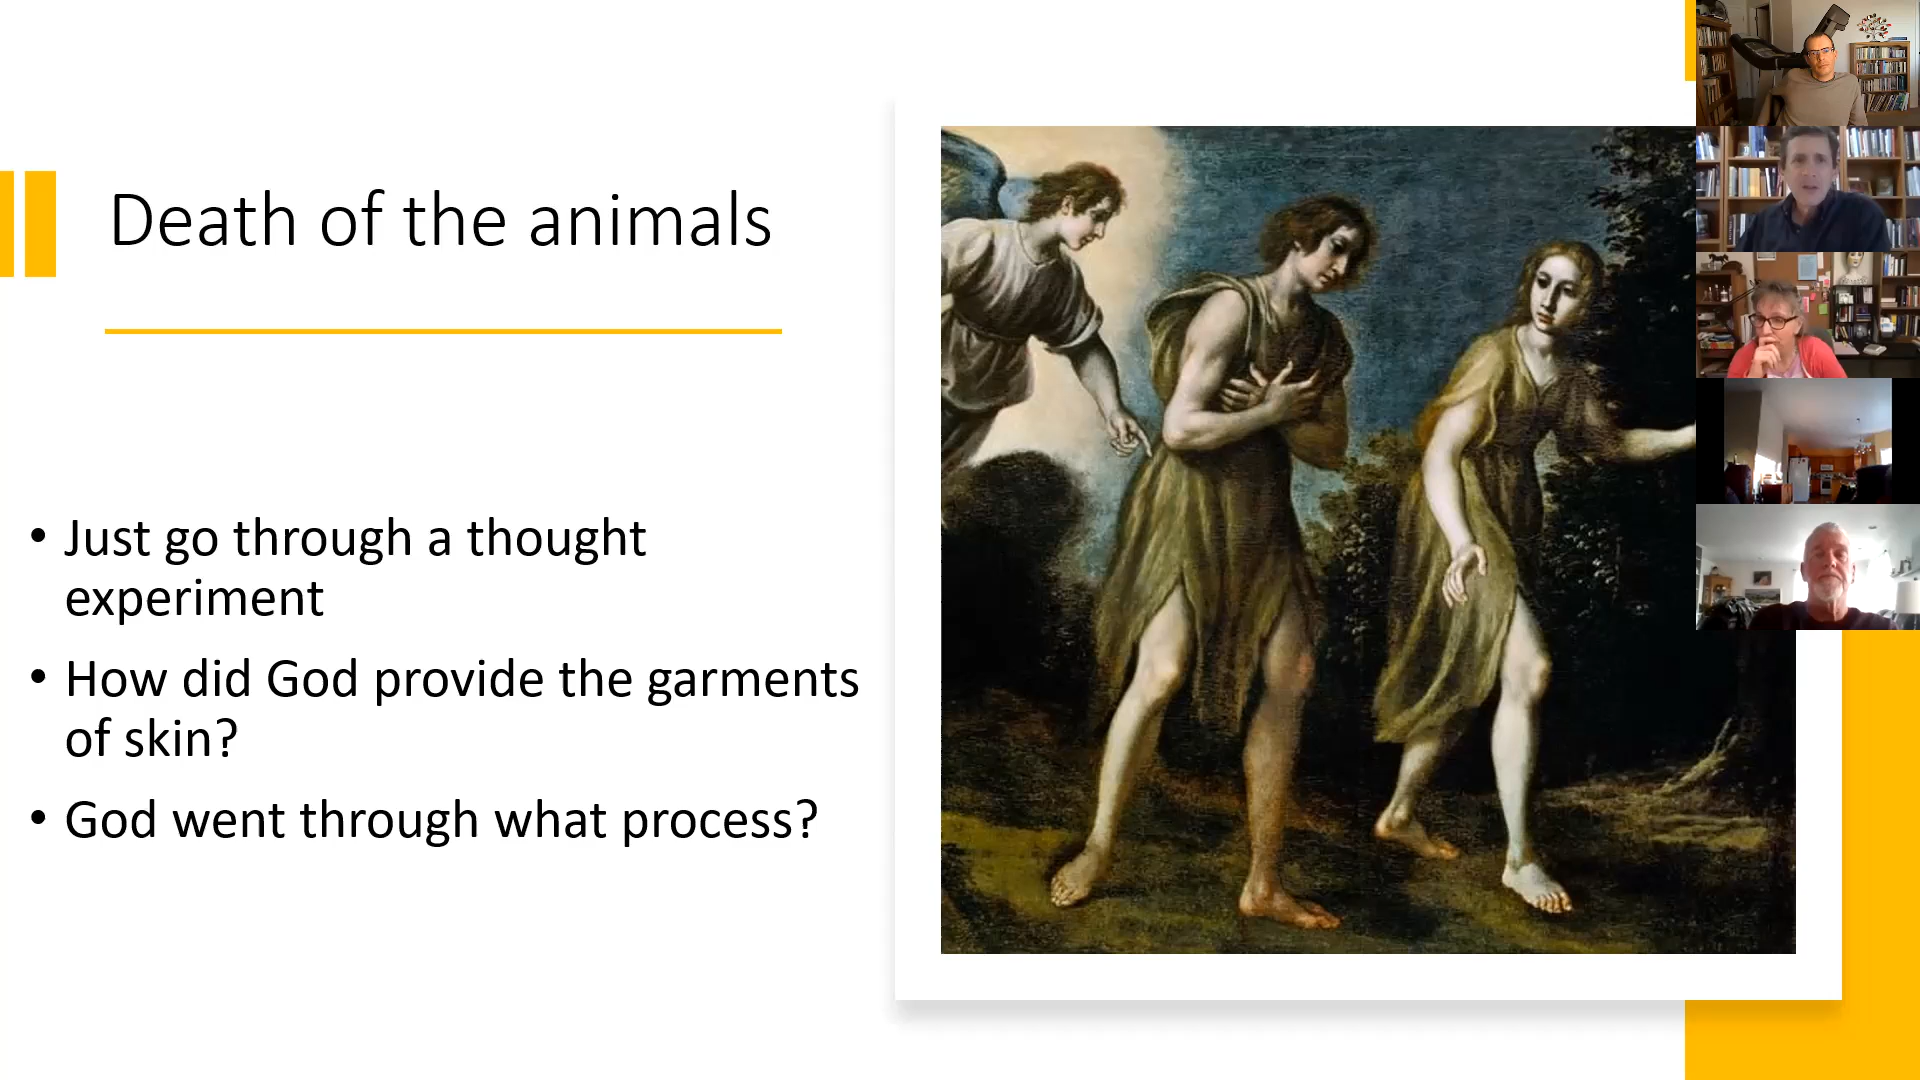 Death of the animals
• Just go through a thought
experiment
• How did God provide the garments
of skin?
• God went through what process?